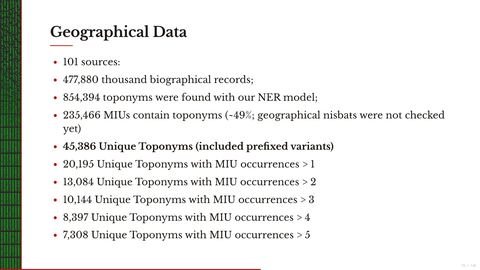 Geographical Data
• 101 sources:
• 477,880 thousand biographical records;
• 854,394 toponyms were found with our NER model;
• 235,466 MIUs contain toponyms (~49%; geographical nisbats were not checked
yet)
• 45,386 Unique Toponyms (included prefixed variants)
• 20,195 Unique Toponyms with MIU occurrences > 1
• 13,084 Unique Toponyms with MIU occurrences > 2
• 10,144 Unique Toponyms with MIU occurrences > 3
• 8,397 Unique Toponyms with MIU occurrences > 4
• 7,308 Unique Toponyms with MIU occurrences > 5